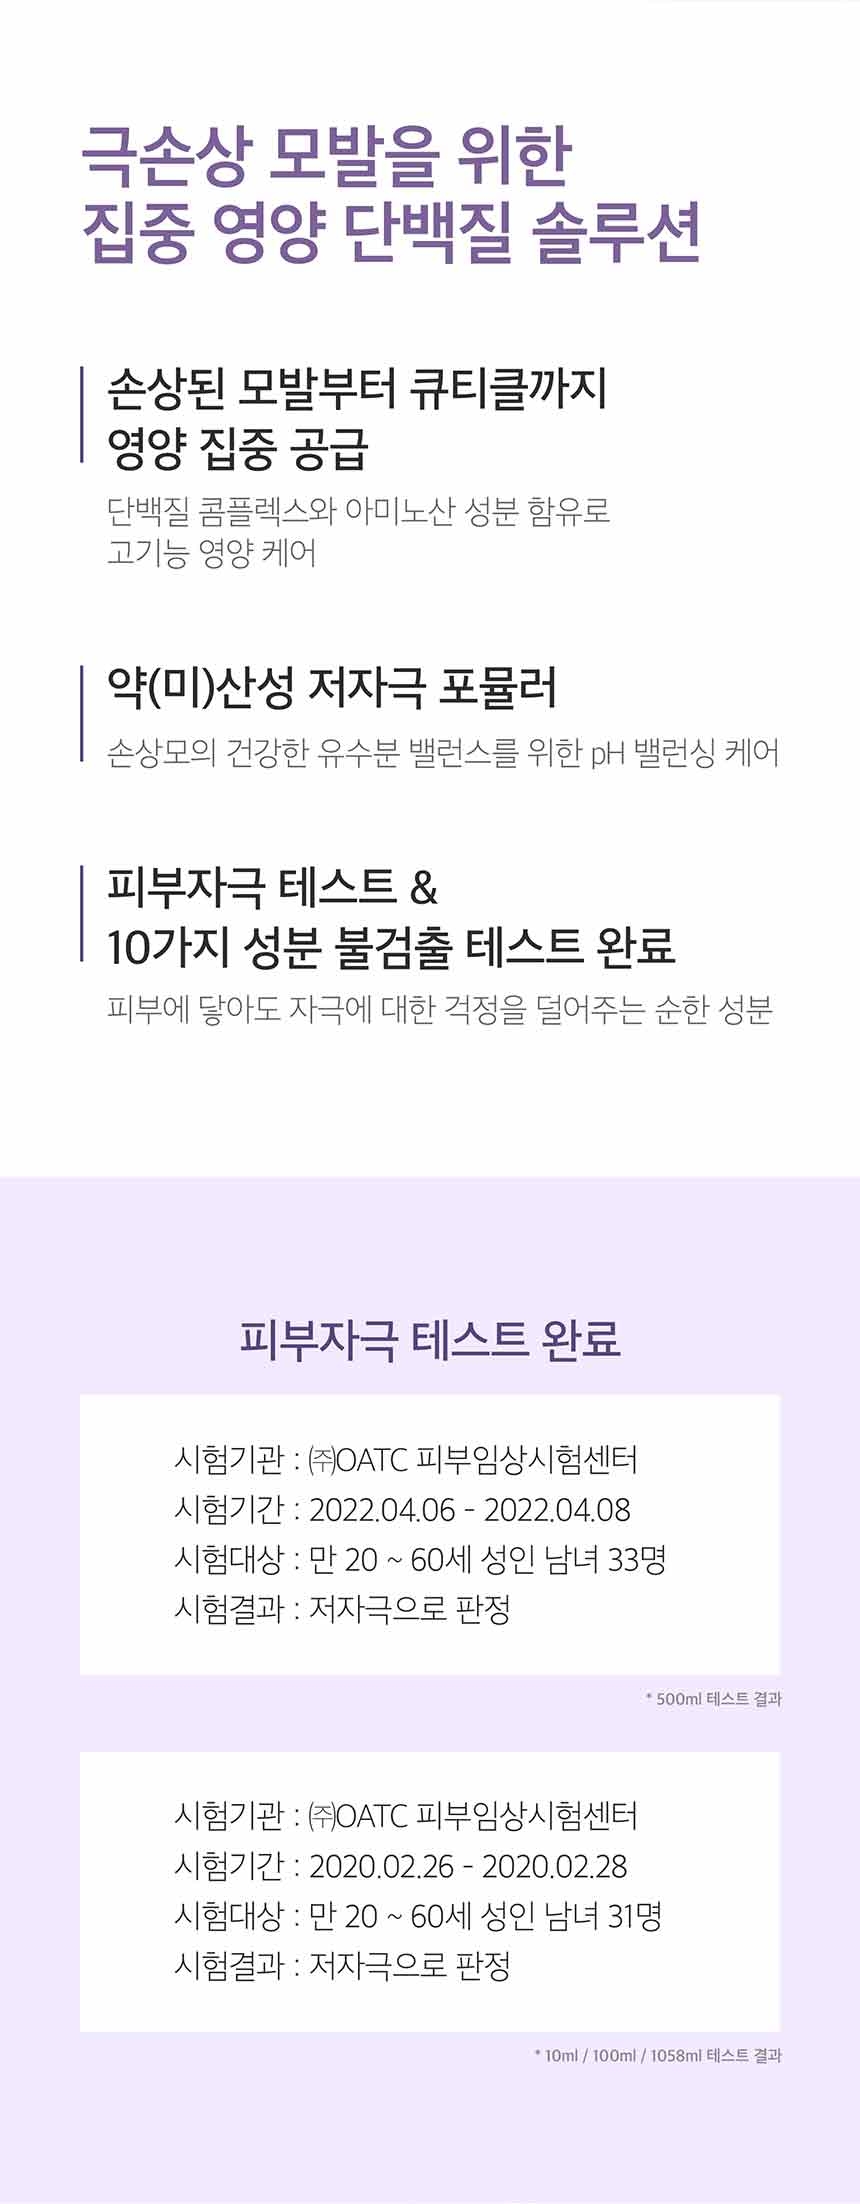 극손상 모발을 위한
집중 영양 단백질 솔루션
손상된 모발부터 큐티클까지
영양 집중 공급
단백질 콤플렉스와 아미노산 성분 함유로
고기능 영양 케어
약(미)산성 저자극 포뮬러
손상모의 건강한 유수분 밸런스를 위한 pH 밸런싱 케어
피부자극 테스트 &
10가지 성분 불검출 테스트 완료
피부에 닿아도 자극에 대한 걱정을 덜어주는 순한 성분
피부자극 테스트 완료
시험기관 : ㈜OATC 피부임상시험센터
시험기간 : 2022.04.06 - 2022.04.08
시험대상 : 만 20 ~ 60세 성인 남녀 33명
시험결과 : 저자극으로 판정
* 500ml 테스트 결과
시험기관 : ㈜OATC 피부임상시험센터
시험기간 : 2020.02.26 - 2020.02.28
시험대상 : 만 20 ~ 60세 성인 남녀 31명
시험결과 : 저자극으로 판정
* 10ml / 100ml / 1058ml 테스트 결과